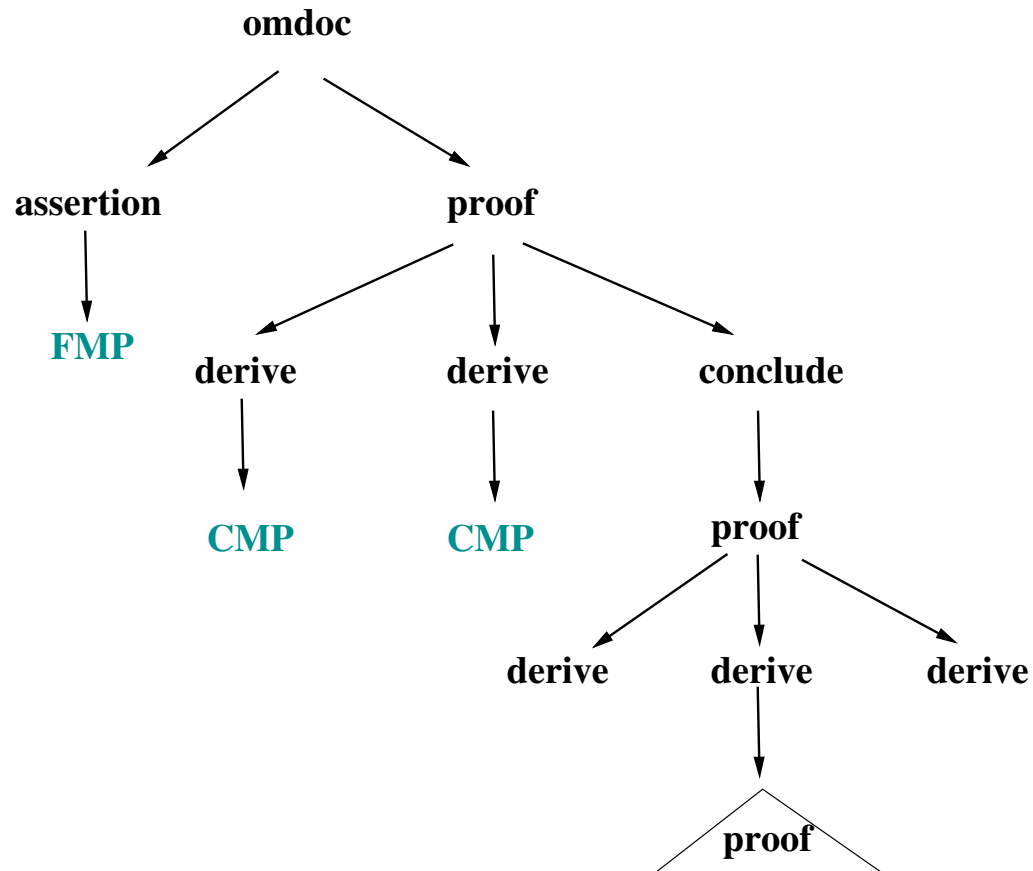 omdoc
assertion proof
FMP
derive derive conclude
CMP CMP proof
derive derive derive
proof